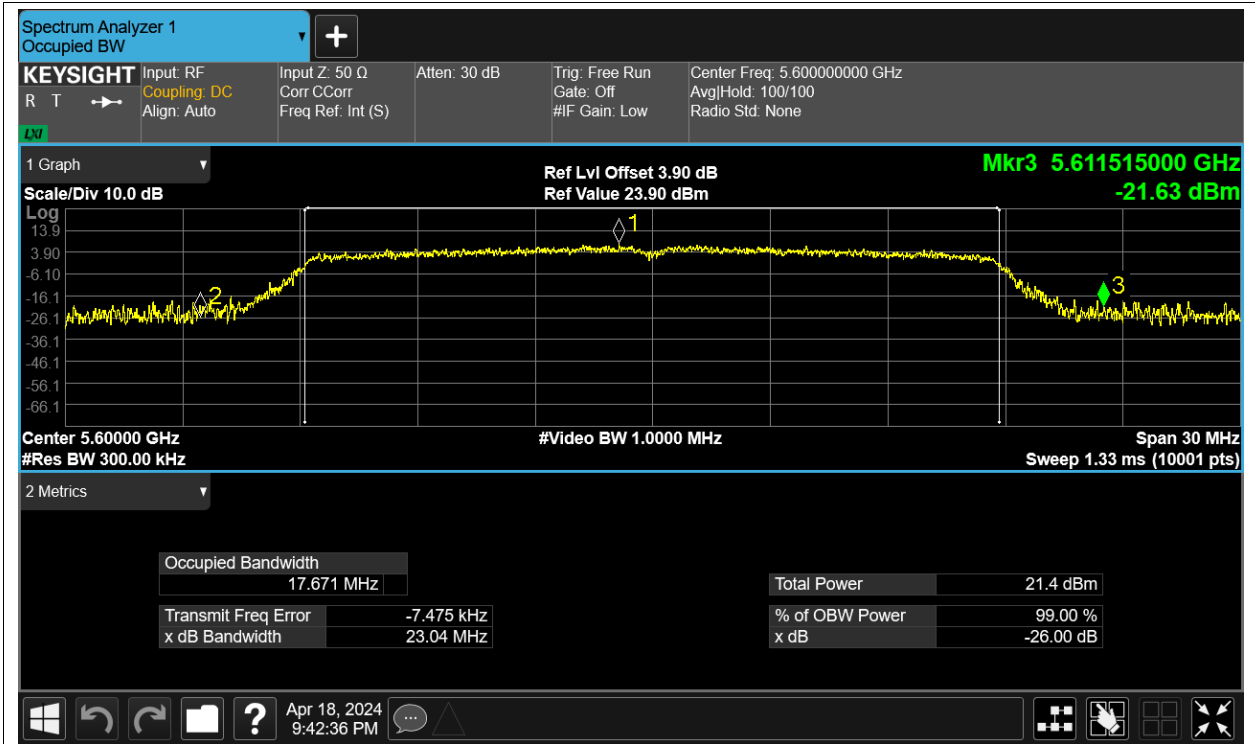 Spectrum Analyzer 1
Occupied BW
▼
+
KEYSIGHT
R T
LXI
Input: RF
Coupling: DC
Align: Auto
Input Z: 50 Ω
Corr CCorr
Freq Ref: Int (S)
Atten: 30 dB
Trig: Free Run
Gate: Off
#IF Gain: Low
Center Freq: 5.600000000 GHz
Avg|Hold: 100/100
Radio Std: None
1 Graph ▼
Scale/Div 10.0 dB
Ref Lvl Offset 3.90 dB
Ref Value 23.90 dBm
Mkr3 5.611515000 GHz
-21.63 dBm
Log
13.9
3.90
-6.10
-16.1
-26.1
-36.1
-46.1
-56.1
-66.1
1
2
3
Center 5.60000 GHz
#Res BW 300.00 kHz
#Video BW 1.0000 MHz
Span 30 MHz
Sweep 1.33 ms (10001 pts)
2 Metrics ▼
Occupied Bandwidth
17.671 MHz
Transmit Freq Error -7.475 kHz
x dB Bandwidth 23.04 MHz
Total Power 21.4 dBm
% of OBW Power 99.00 %
x dB -26.00 dB
?
Apr 18, 2024
9:42:36 PM
...